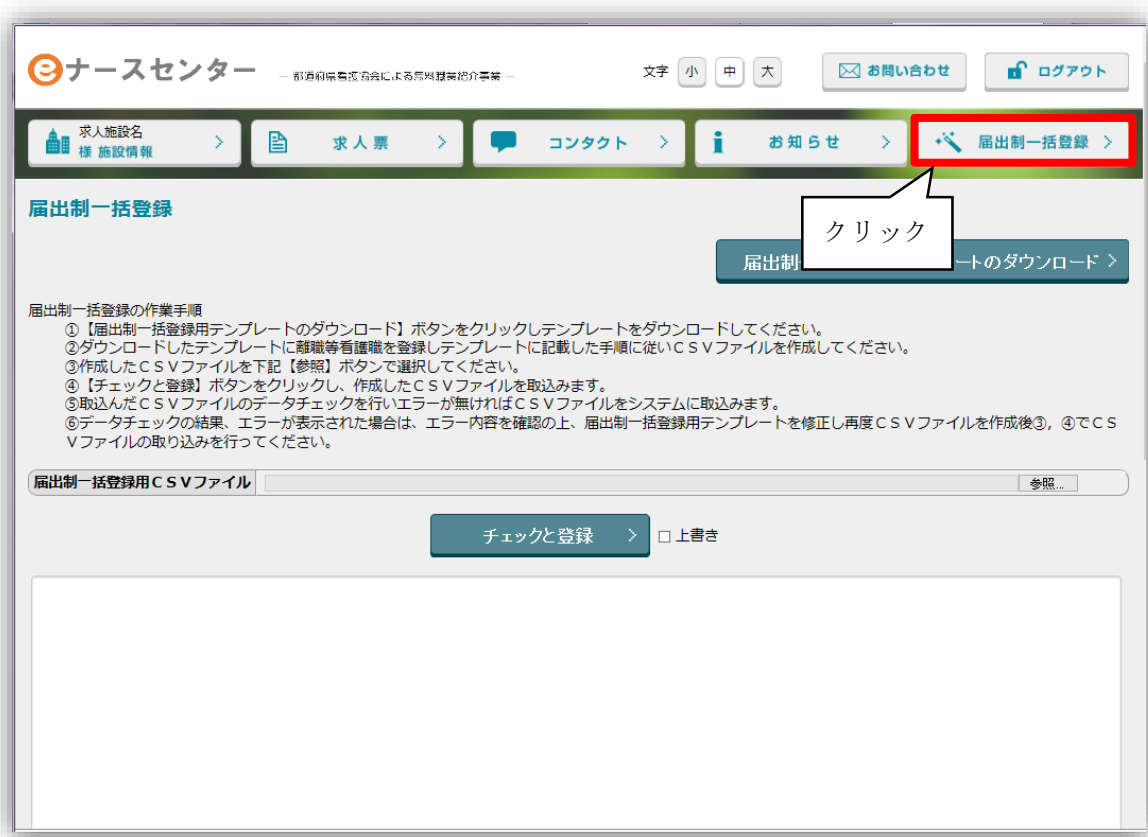 eナースセンター
― 都道府県看護協会による無料職業紹介事業 ―
文字 小 中 大
お問い合わせ
ログアウト
求人施設名
様 施設情報
求人票
コンタクト
お知らせ
届出制一括登録
届出制一括登録
クリック
届出制
ートのダウンロード
届出制一括登録の作業手順
①【届出制一括登録用テンプレートのダウンロード】ボタンをクリックしテンプレートをダウンロードしてください。
②ダウンロードしたテンプレートに離職等看護職を登録しテンプレートに記載した手順に従いCSVファイルを作成してください。
③作成したCSVファイルを下記【参照】ボタンで選択してください。
④【チェックと登録】ボタンをクリックし、作成したCSVファイルを取込みます。
⑤取込んだCSVファイルのデータチェックを行いエラーが無ければCSVファイルをシステムに取込みます。
⑥データチェックの結果、エラーが表示された場合は、エラー内容を確認の上、届出制一括登録用テンプレートを修正し再度CSVファイルを作成後③,④でCS
Vファイルの取り込みを行ってください。
届出制一括登録用CSVファイル
参照...
チェックと登録
上書き